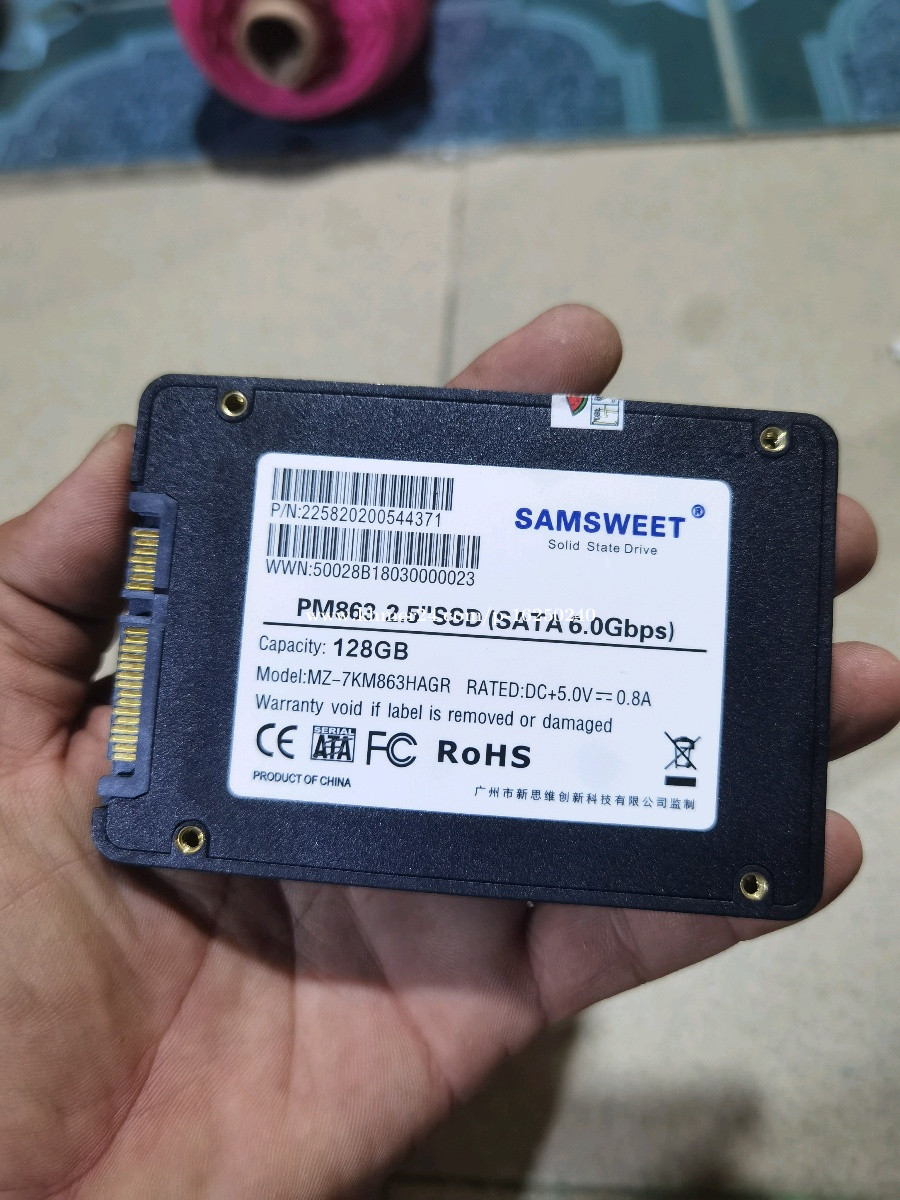 P/N:225820200544371
WWN:50028B18030000023
SAMSWEET®
Solid State Drive
PM863 2.5"SSD (SATA 6.0Gbps)
Capacity: 128GB
Model:MZ-7KM863HAGR RATED:DC+5.0V⎓0.8A
Warranty void if label is removed or damaged
CE SERIAL ATA FC RoHS
PRODUCT OF CHINA
广州市新思维创新科技有限公司监制